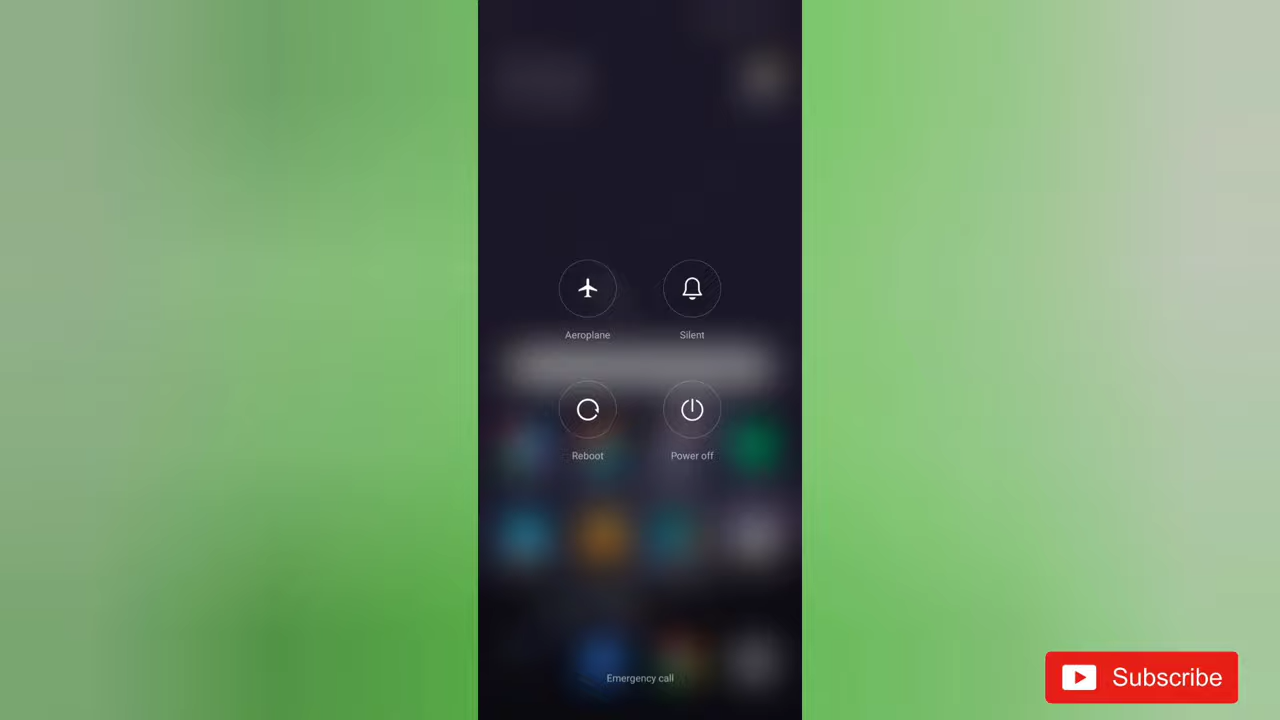 Aeroplane
Silent
Reboot
Power off
Emergency call
Subscribe